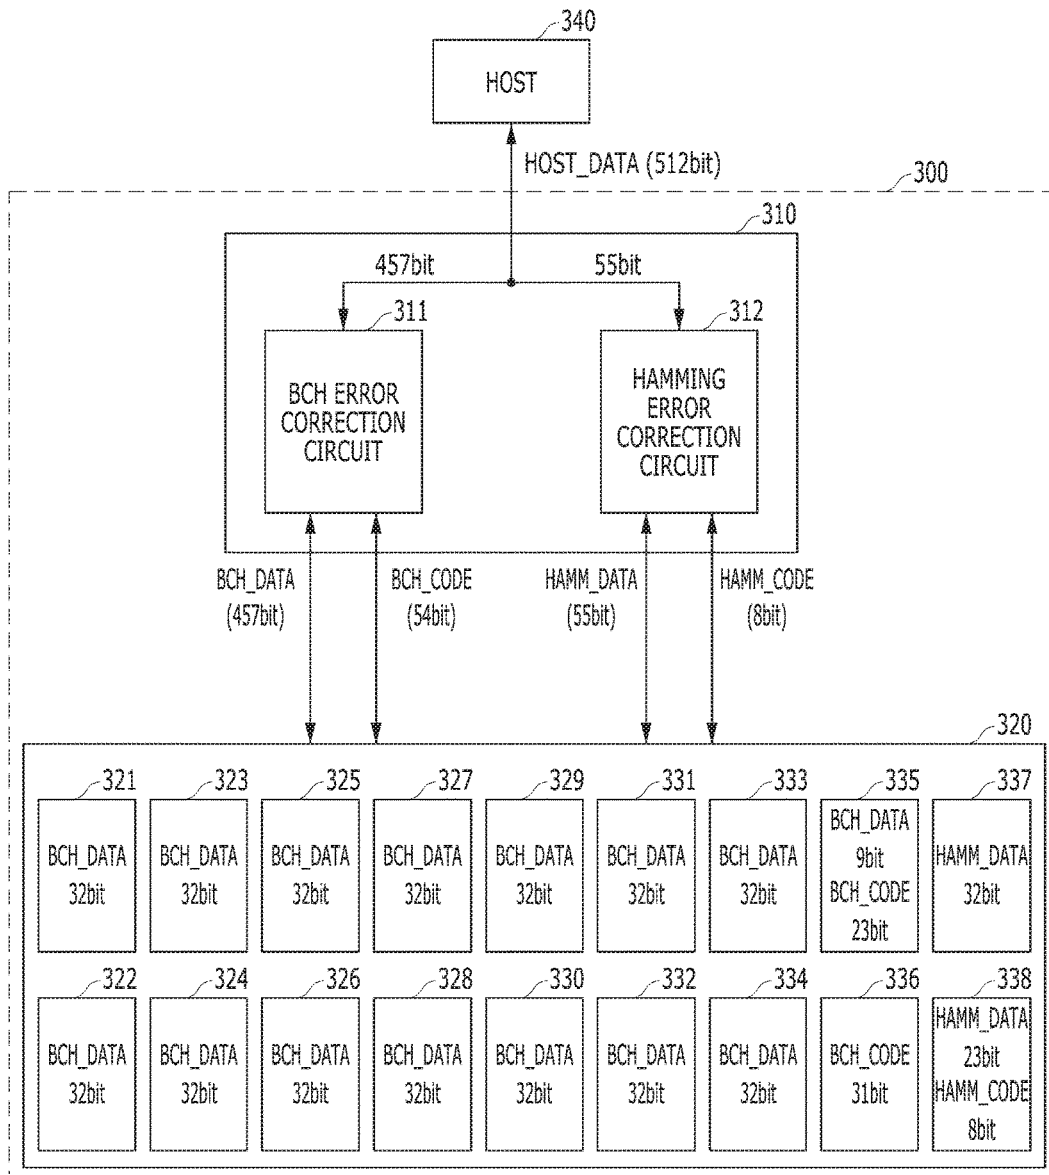 340
HOST
HOST_DATA (512bit)
300
310
457bit
55bit
311
312
BCH ERROR
CORRECTION
CIRCUIT
HAMMING
ERROR
CORRECTION
CIRCUIT
BCH_DATA
(457bit)
BCH_CODE
(54bit)
HAMM_DATA
(55bit)
HAMM_CODE
(8bit)
320
321
323
325
327
329
331
333
335
337
BCH_DATA
32bit
BCH_DATA
32bit
BCH_DATA
32bit
BCH_DATA
32bit
BCH_DATA
32bit
BCH_DATA
32bit
BCH_DATA
32bit
BCH_DATA
9bit
BCH_CODE
23bit
HAMM_DATA
32bit
322
324
326
328
330
332
334
336
338
BCH_DATA
32bit
BCH_DATA
32bit
BCH_DATA
32bit
BCH_DATA
32bit
BCH_DATA
32bit
BCH_DATA
32bit
BCH_DATA
32bit
BCH_CODE
31bit
HAMM_DATA
23bit
HAMM_CODE
8bit